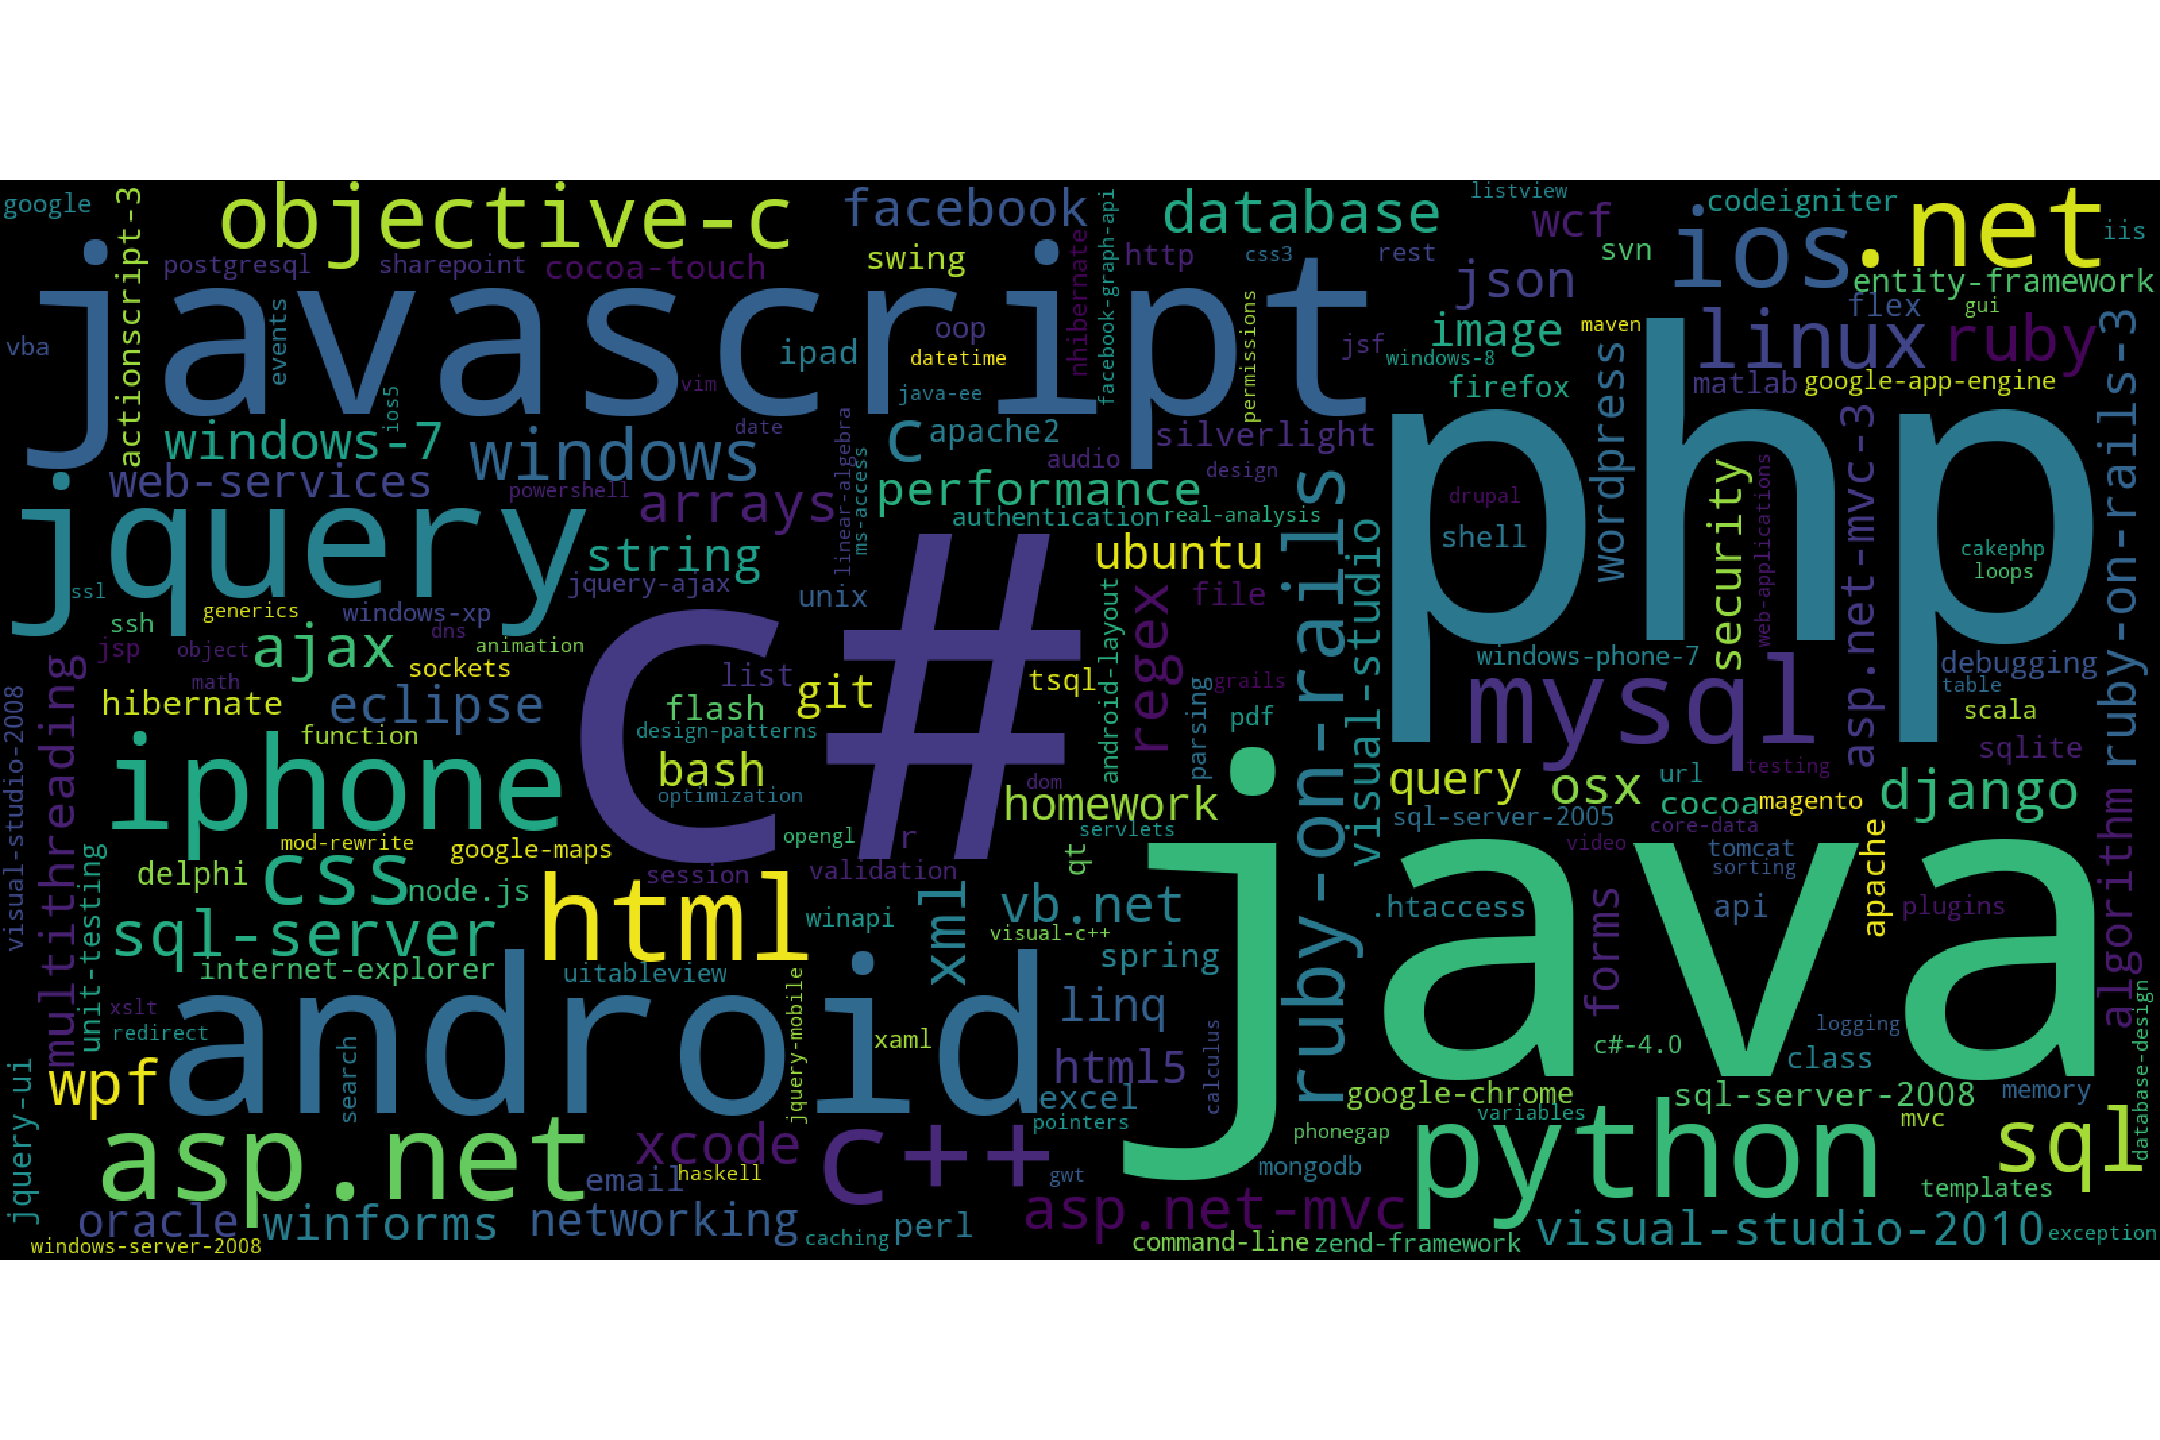 google
actionscript-3
objective-c
facebook
facebook-graph-api
database
listview
wcf
codeigniter
svn
ios
.net
iis
postgresql
sharepoint
cocoa-touch
swing
nhibernate
http
css3
rest
json
entity-framework
flex
gui
javascript
vba
events
ios5
vim
ipad
oop
datetime
java-ee
permissions
jsf
image
windows-8
maven
firefox
wordpress
linux
ruby
matlab
google-app-engine
ruby-on-rails-3
windows-7
windows
date
linear-algebra
ms-access
c
apache2
audio
silverlight
design
web-services
powershell
arrays
performance
authentication
real-analysis
ruby-on-rails
visual-studio
php
drupal
shell
security
web-applications
asp.net-mvc-3
cakephp
loops
jquery
string
jquery-ajax
ssl
generics
windows-xp
unix
ubuntu
android-layout
regex
file
ssh
jsp
object
ajax
dns
animation
sockets
math
c#
list
git
tsql
grails
windows-phone-7
mysql
debugging
table
scala
sqlite
visual-studio-2008
multithreading
hibernate
eclipse
function
flash
design-patterns
bash
optimization
dom
parsing
pdf
query
osx
url
testing
cocoa
magento
django
algorithm
iphone
homework
opengl
servlets
sql-server-2005
core-data
video
tomcat
sorting
apache
mod-rewrite
google-maps
r
qt
unit-testing
delphi
css
node.js
session
validation
html
winapi
xml
vb.net
visual-c++
java
.htaccess
forms
api
plugins
sql-server
internet-explorer
uitableview
spring
xslt
redirect
android
jquery-mobile
xaml
linq
calculus
c#-4.0
logging
class
database-design
jquery-ui
wpf
search
html5
excel
pointers
google-chrome
variables
sql-server-2008
memory
mvc
asp.net
xcode
c++
phonegap
python
sql
email
haskell
gwt
mongodb
templates
oracle
winforms
networking
caching
perl
asp.net-mvc
command-line
zend-framework
visual-studio-2010
exception
windows-server-2008